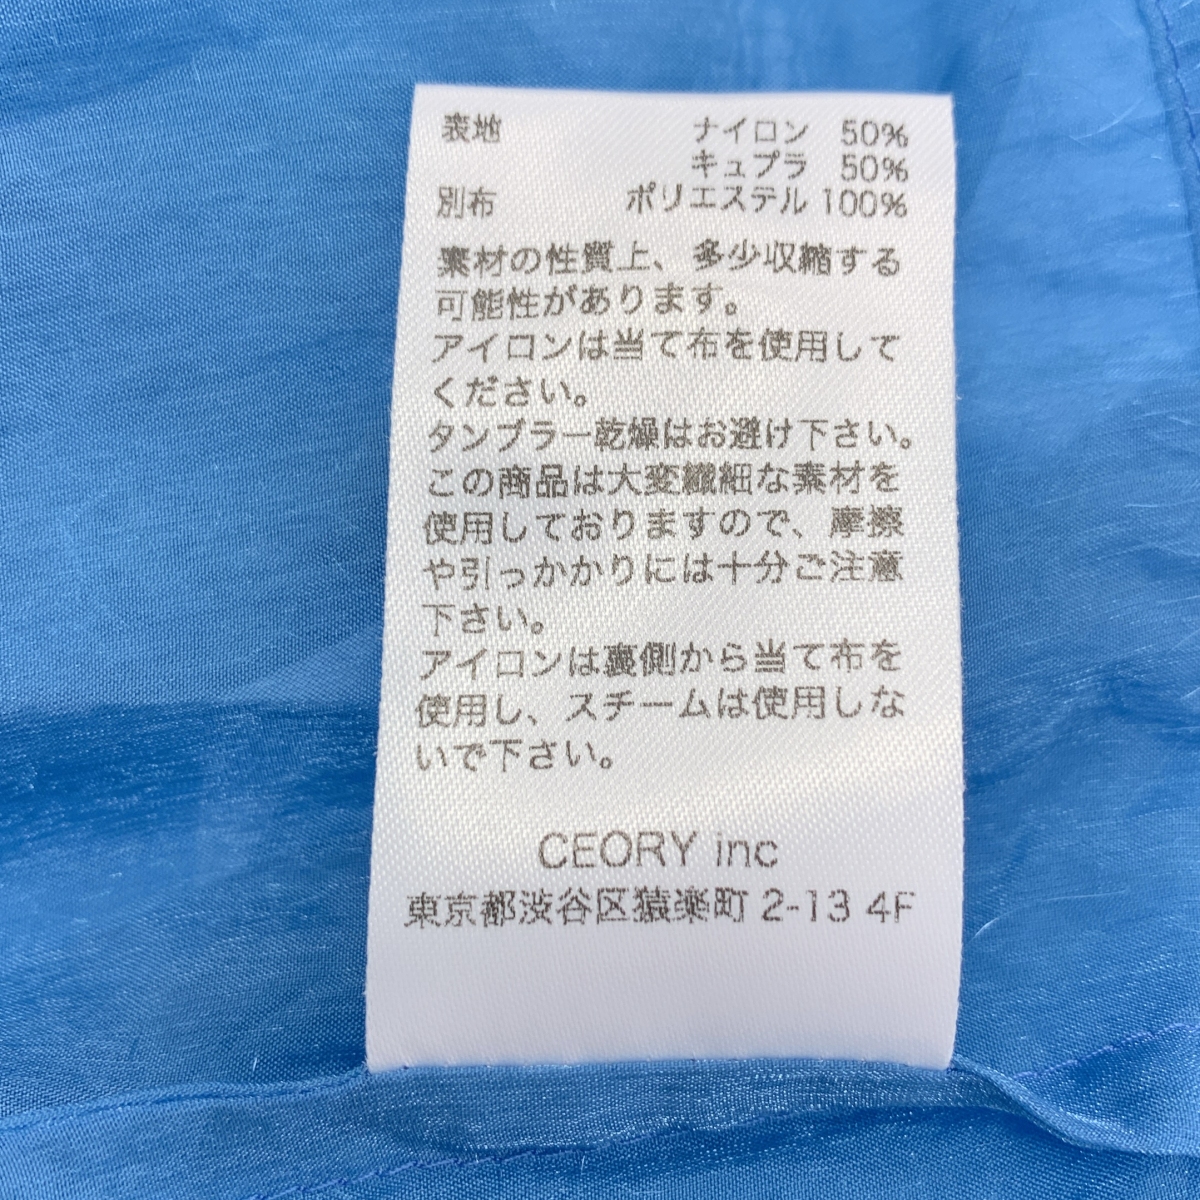 表地 ナイロン 50%
キュプラ 50%
別布 ポリエステル 100%
素材の性質上、多少収縮する
可能性があります。
アイロンは当て布を使用して
ください。
タンブラー乾燥はお避け下さい。
この商品は大変繊細な素材を
使用しておりますので、摩擦
や引っかかりには十分ご注意
下さい。
アイロンは裏側から当て布を
使用し、スチームは使用しな
いで下さい。
CEORY inc
東京都渋谷区猿楽町 2-13 4F